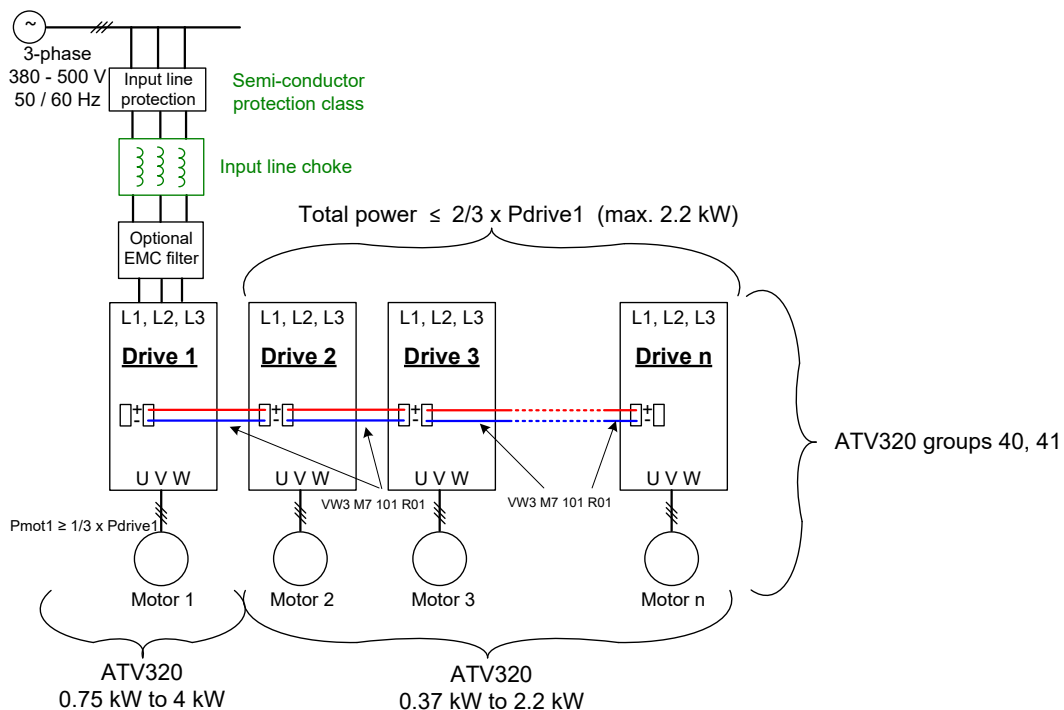 ~
3-phase
380 - 500 V
50 / 60 Hz
Input line
protection
Semi-conductor
protection class
Input line choke
Total power ≤ 2/3 x Pdrive1 (max. 2.2 kW)
Optional
EMC filter
L1, L2, L3
L1, L2, L3
L1, L2, L3
L1, L2, L3
Drive 1
Drive 2
Drive 3
Drive n
+
-
+
-
+
-
+
-
ATV320 groups 40, 41
U V W
U V W
U V W
U V W
VW3 M7 101 R01
VW3 M7 101 R01
Pmot1 ≥ 1/3 x Pdrive1
Motor 1
Motor 2
Motor 3
Motor n
ATV320
0.75 kW to 4 kW
ATV320
0.37 kW to 2.2 kW